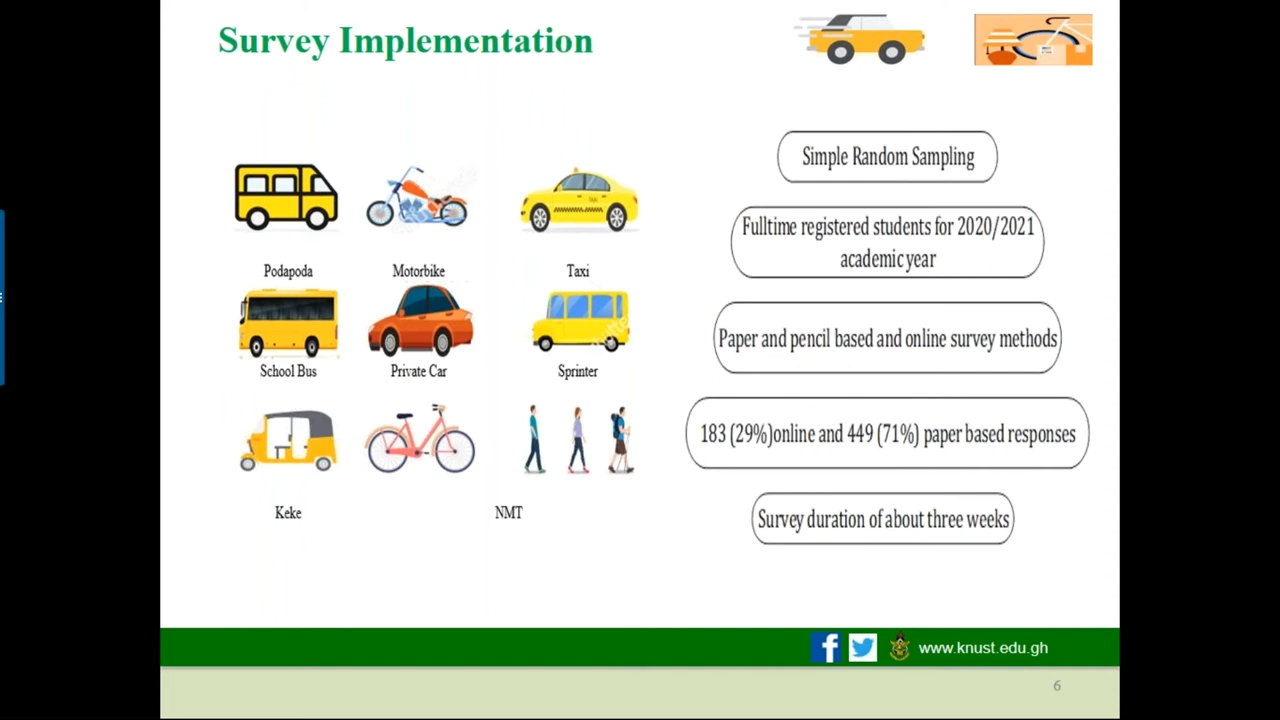 Survey Implementation
TAXI
Podapoda
Motorbike
Taxi
School Bus
Private Car
Sprinter
Keke
NMT
Simple Random Sampling
Fulltime registered students for 2020/2021
academic year
Paper and pencil based and online survey methods
183 (29%)online and 449 (71%) paper based responses
Survey duration of about three weeks
www.knust.edu.gh
6